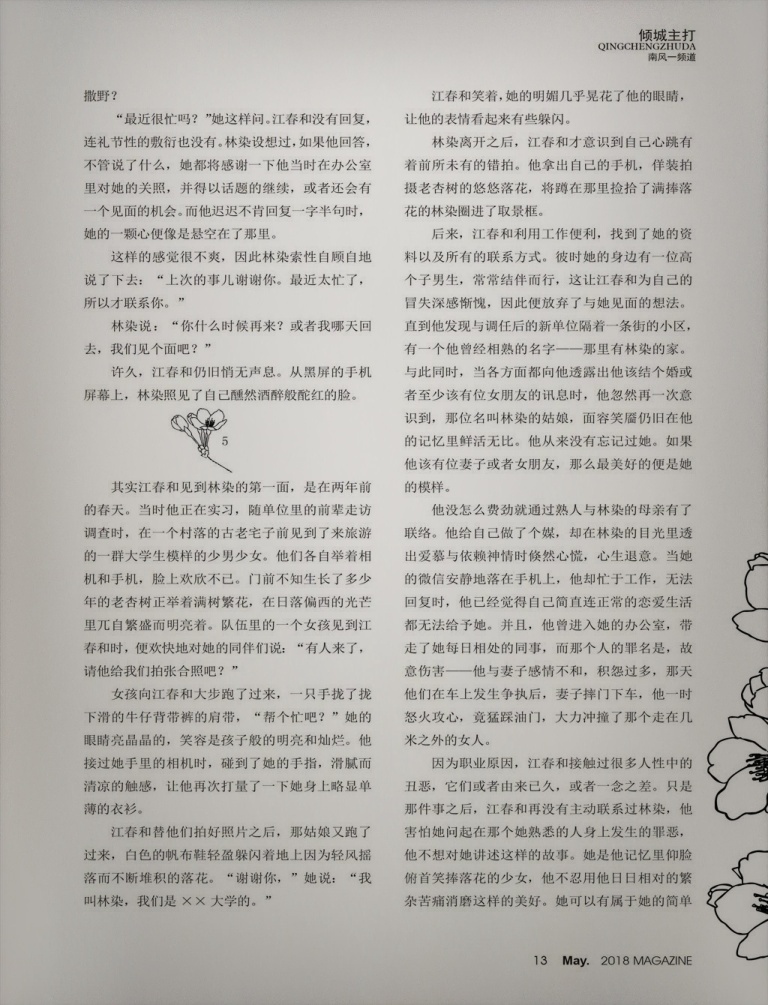 倾城主打
QINGCHENGZHUDA
南风一频道
撒野？
“最近很忙吗？”她这样问。江春和没有回复，
连礼节性的敷衍也没有。林染设想过，如果他回答，
不管说了什么，她都将感谢一下他当时在办公室
里对她的关照，并得以话题的继续，或者还会有
一个见面的机会。而他迟迟不肯回复一字半句时，
她的一颗心便像是悬空在了那里。
这样的感觉很不爽，因此林染索性自顾自地
说了下去：“上次的事儿谢谢你。最近太忙了，
所以才联系你。”
林染说：“你什么时候再来？或者我哪天回
去，我们见个面吧？”
许久，江春和仍旧悄无声息。从黑屏的手机
屏幕上，林染照见了自己醺然酒醉般酡红的脸。
5
其实江春和见到林染的第一面，是在两年前
的春天。当时他正在实习，随单位里的前辈走访
调查时，在一个村落的古老宅子前见到了来旅游
的一群大学生模样的少男少女。他们各自举着相
机和手机，脸上欢欣不已。门前不知生长了多少
年的老杏树正举着满树繁花，在日落偏西的光芒
里兀自繁盛而明亮着。队伍里的一个女孩见到江
春和时，便欢快地对她的同伴们说：“有人来了，
请他给我们拍张合照吧？”
女孩向江春和大步跑了过来，一只手拢了拢
下滑的牛仔背带裤的肩带，“帮个忙吧？”她的
眼睛亮晶晶的，笑容是孩子般的明亮和灿烂。他
接过她手里的相机时，碰到了她的手指，滑腻而
清凉的触感，让他再次打量了一下她身上略显单
薄的衣衫。
江春和替他们拍好照片之后，那姑娘又跑了
过来，白色的帆布鞋轻盈躲闪着地上因为轻风摇
落而不断堆积的落花。“谢谢你，”她说：“我
叫林染，我们是 ×× 大学的。”
江春和笑着，她的明媚几乎晃花了他的眼睛，
让他的表情看起来有些躲闪。
林染离开之后，江春和才意识到自己心跳有
着前所未有的错拍。他拿出自己的手机，佯装拍
摄老杏树的悠悠落花，将蹲在那里捡拾了满捧落
花的林染圈进了取景框。
后来，江春和利用工作便利，找到了她的资
料以及所有的联系方式。彼时她的身边有一位高
个子男生，常常结伴而行，这让江春和为自己的
冒失深感惭愧，因此便放弃了与她见面的想法。
直到他发现与调任后的新单位隔着一条街的小区，
有一个他曾经相熟的名字——那里有林染的家。
与此同时，当各方面都向他透露出他该结个婚或
者至少该有位女朋友的讯息时，他忽然再一次意
识到，那位名叫林染的姑娘，面容笑靥仍旧在他
的记忆里鲜活无比。他从来没有忘记过她。如果
他该有位妻子或者女朋友，那么最美好的便是她
的模样。
他没怎么费劲就通过熟人与林染的母亲有了
联络。他给自己做了个媒，却在林染的目光里透
出爱慕与依赖神情时倏然心慌，心生退意。当她
的微信安静地落在手机上，他却忙于工作，无法
回复时，他已经觉得自己简直连正常的恋爱生活
都无法给予她。并且，他曾进入她的办公室，带
走了她每日相处的同事，而那个人的罪名是，故
意伤害——他与妻子感情不和，积怨过多，那天
他们在车上发生争执后，妻子摔门下车，他一时
怒火攻心，竟猛踩油门，大力冲撞了那个走在几
米之外的女人。
因为职业原因，江春和接触过很多人性中的
丑恶，它们或者由来已久，或者一念之差。只是
那件事之后，江春和再没有主动联系过林染，他
害怕她问起在那个她熟悉的人身上发生的罪恶，
他不想对她讲述这样的故事。她是他记忆里仰脸
俯首笑捧落花的少女，他不忍用他日日相对的繁
杂苦痛消磨这样的美好。她可以有属于她的简单
13 May. 2018 MAGAZINE